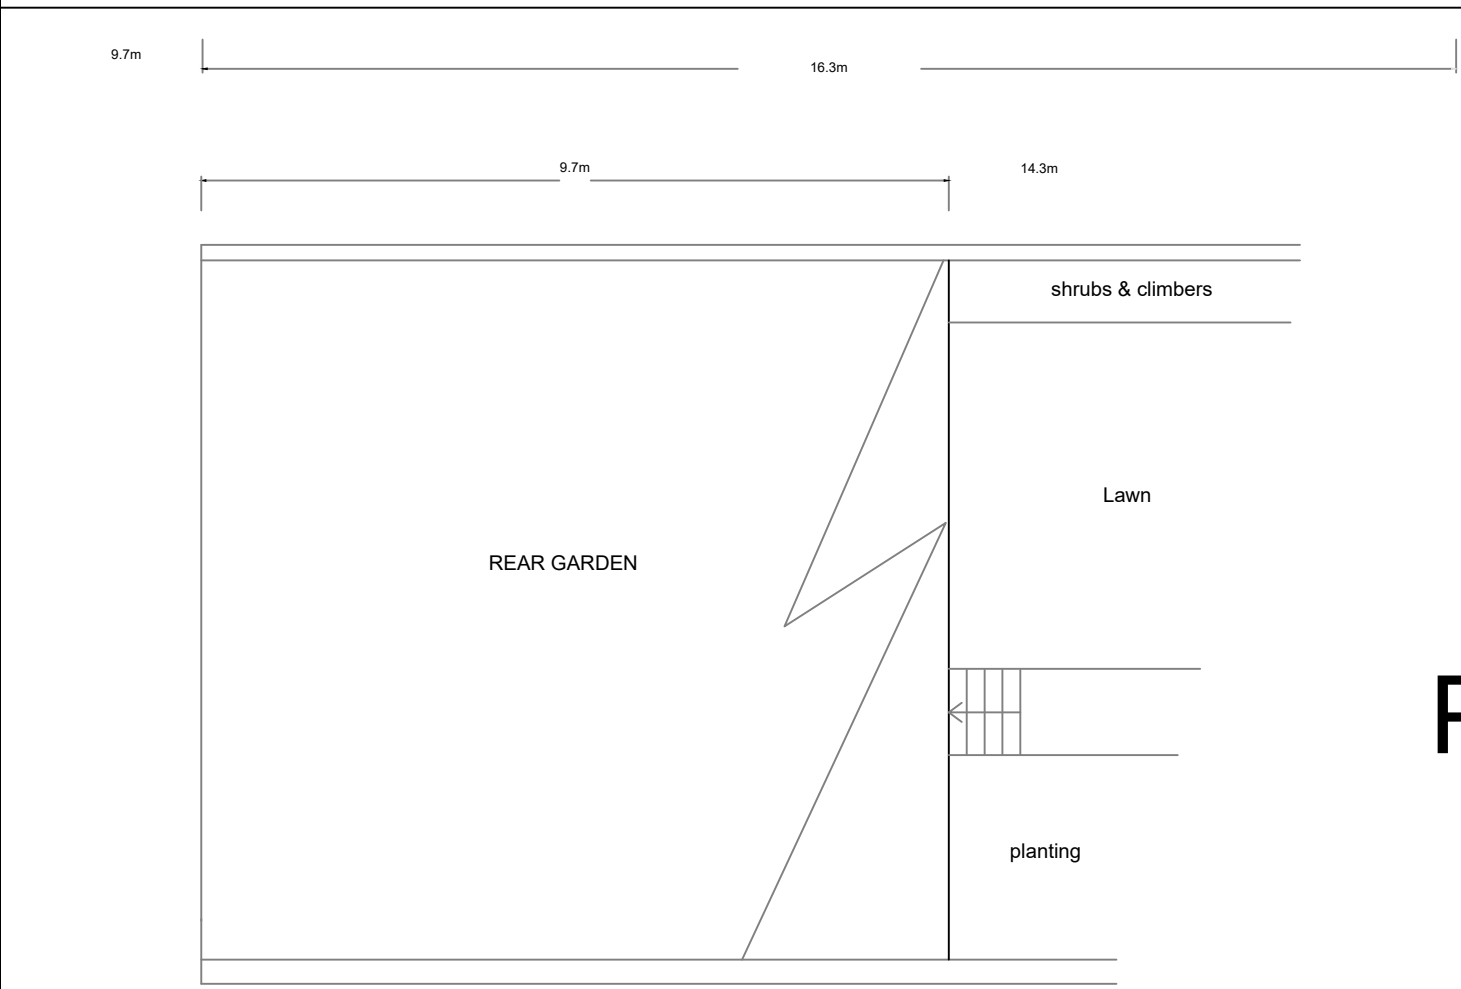 9.7m
16.3m
9.7m
14.3m
shrubs & climbers
Lawn
REAR GARDEN
planting